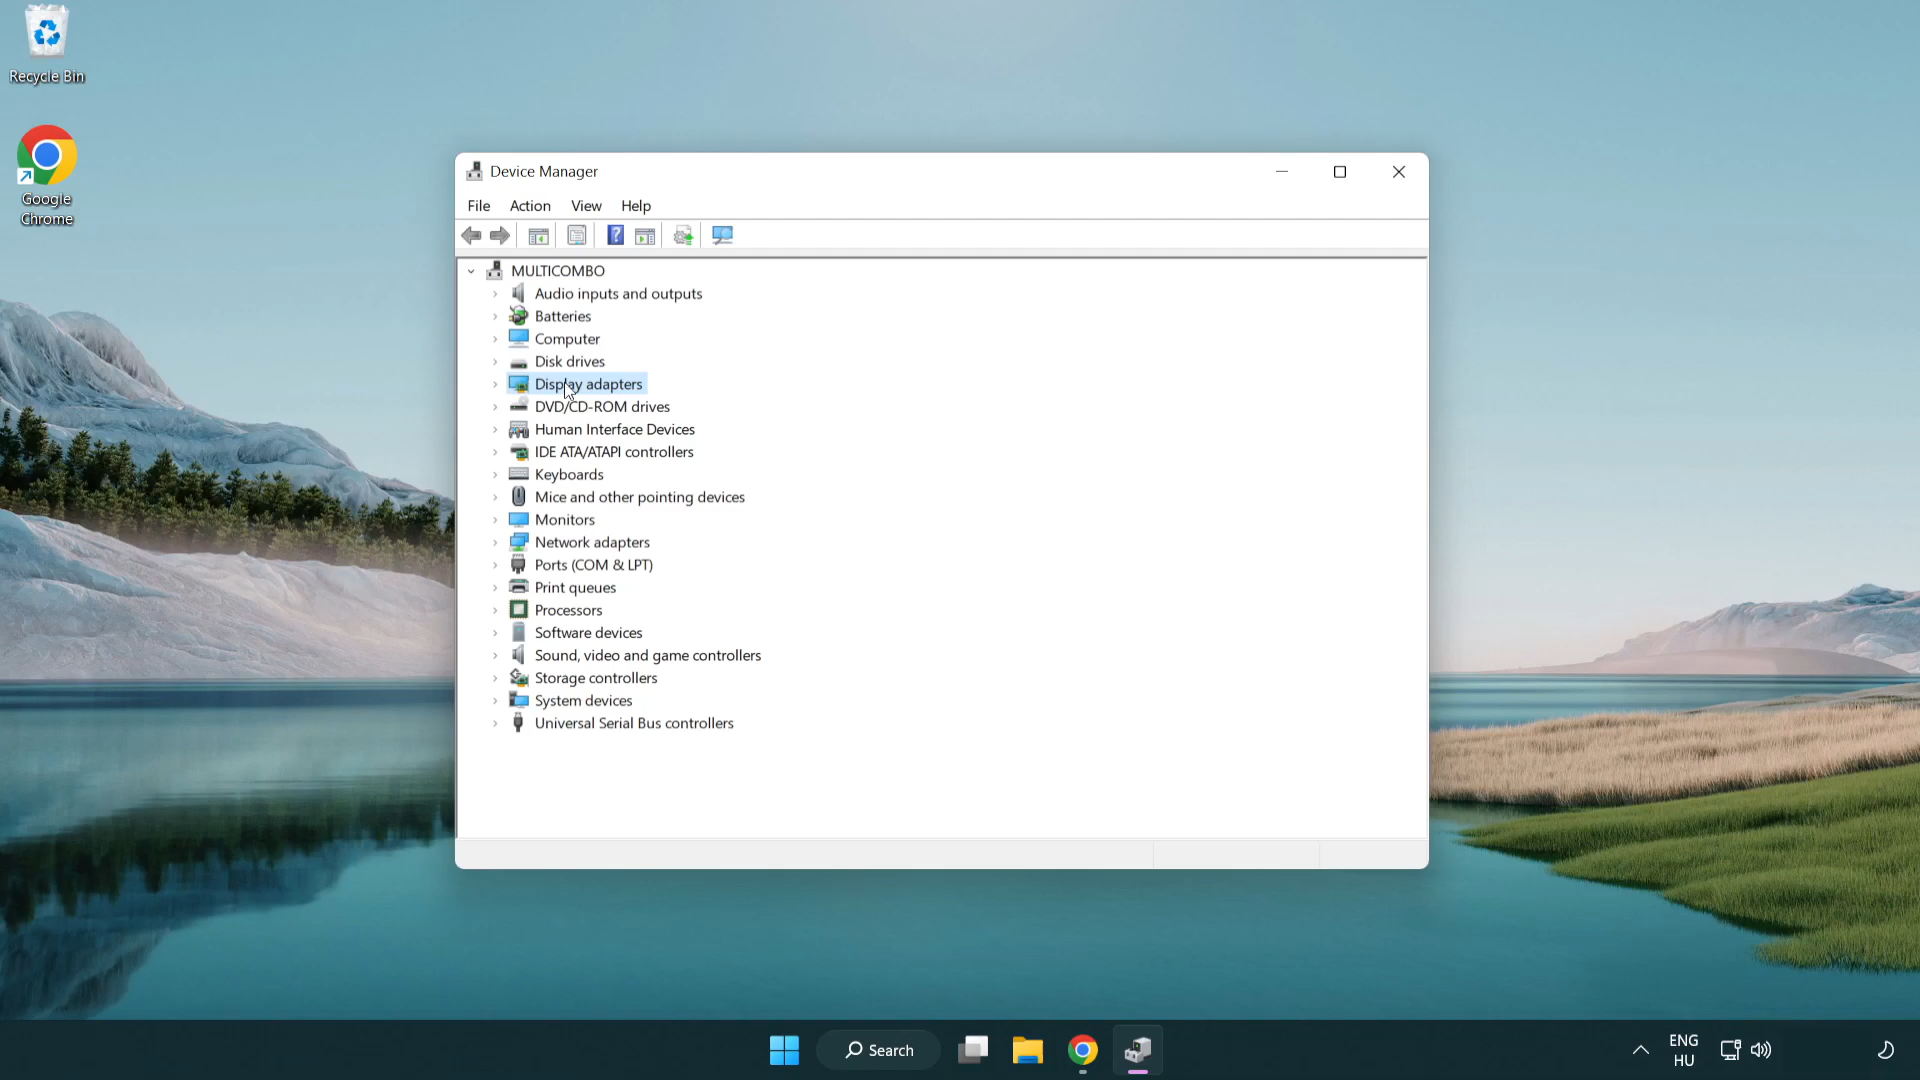 Recycle Bin
Google
Chrome
Device Manager
File Action View Help
MULTICOMBO
Audio inputs and outputs
Batteries
Computer
Disk drives
Display adapters
DVD/CD-ROM drives
Human Interface Devices
IDE ATA/ATAPI controllers
Keyboards
Mice and other pointing devices
Monitors
Network adapters
Ports (COM & LPT)
Print queues
Processors
Software devices
Sound, video and game controllers
Storage controllers
System devices
Universal Serial Bus controllers
Search
ENG
HU